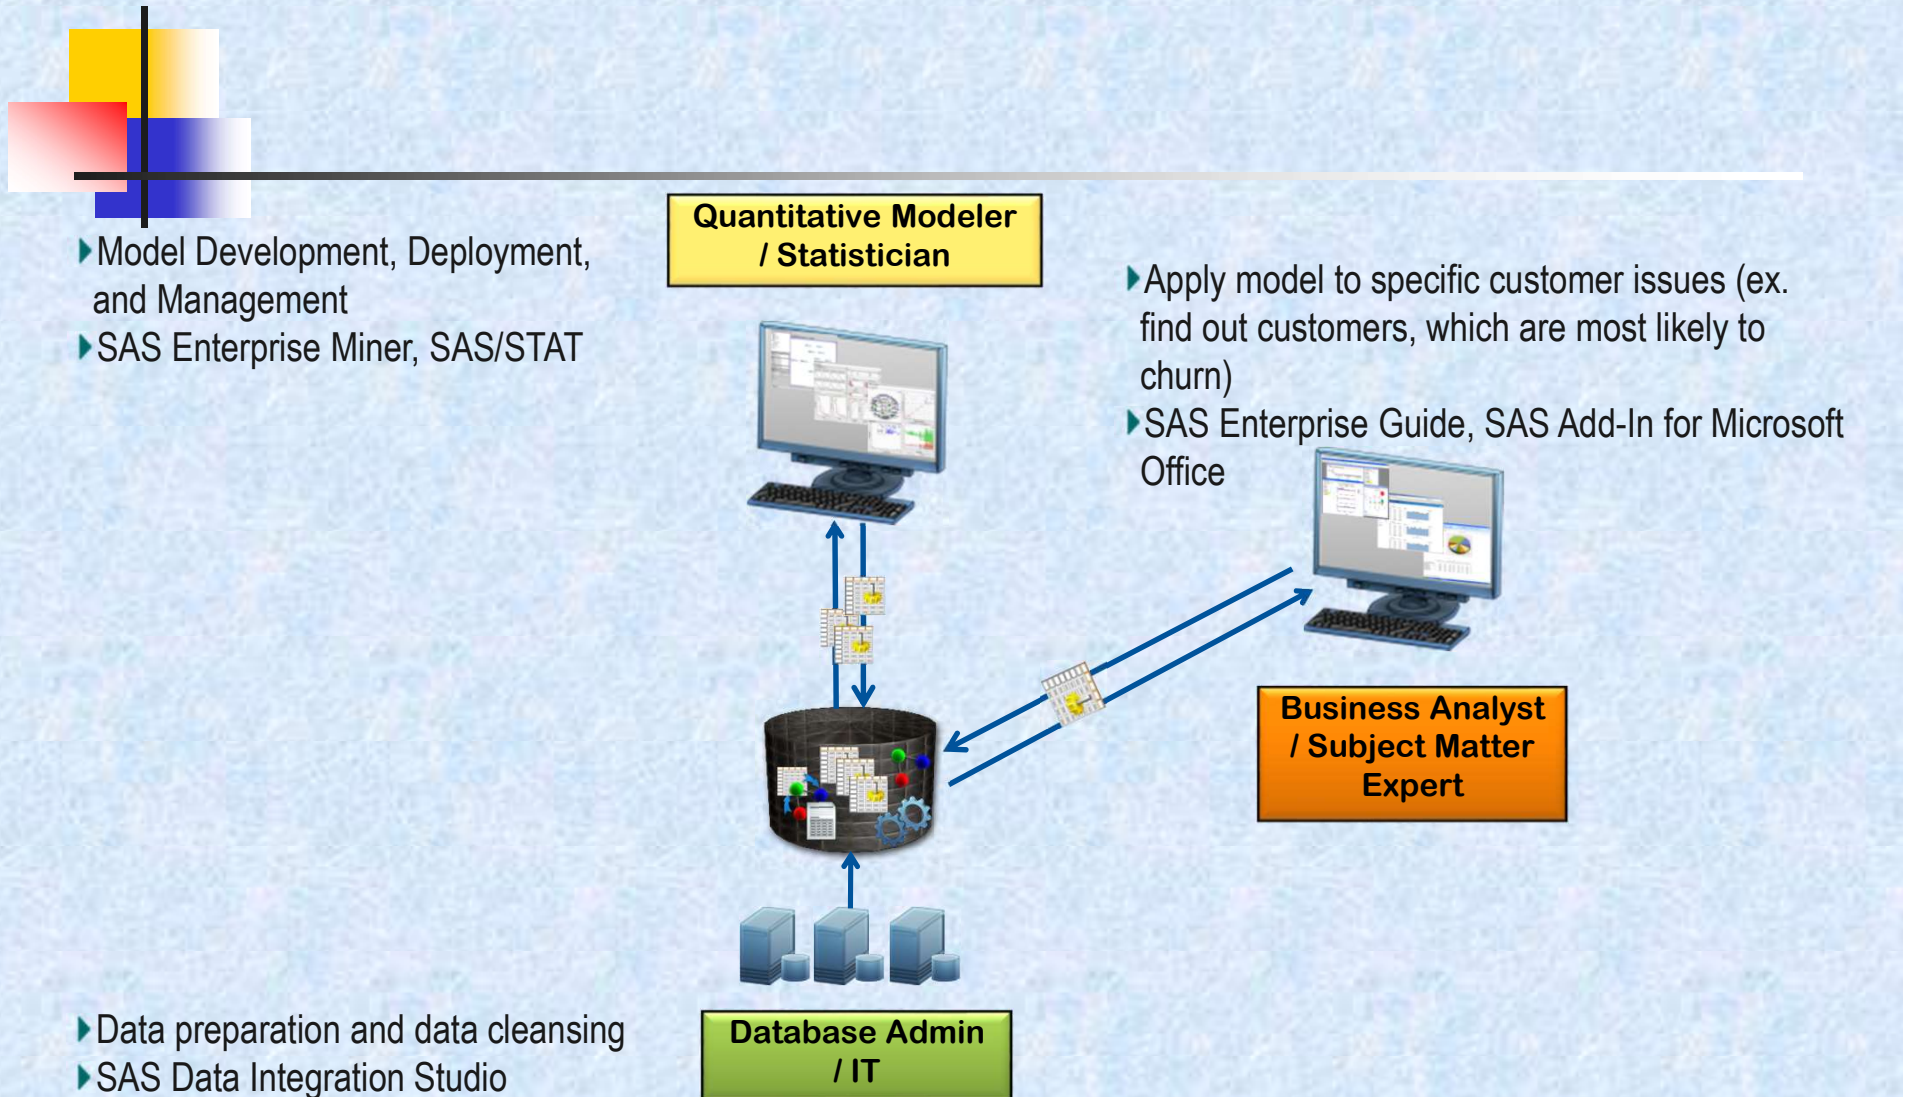 Quantitative Modeler
/ Statistician
Model Development, Deployment,
and Management
SAS Enterprise Miner, SAS/STAT
Apply model to specific customer issues (ex.
find out customers, which are most likely to
churn)
SAS Enterprise Guide, SAS Add-In for Microsoft
Office
Business Analyst
/ Subject Matter
Expert
Data preparation and data cleansing
SAS Data Integration Studio
Database Admin
/ IT